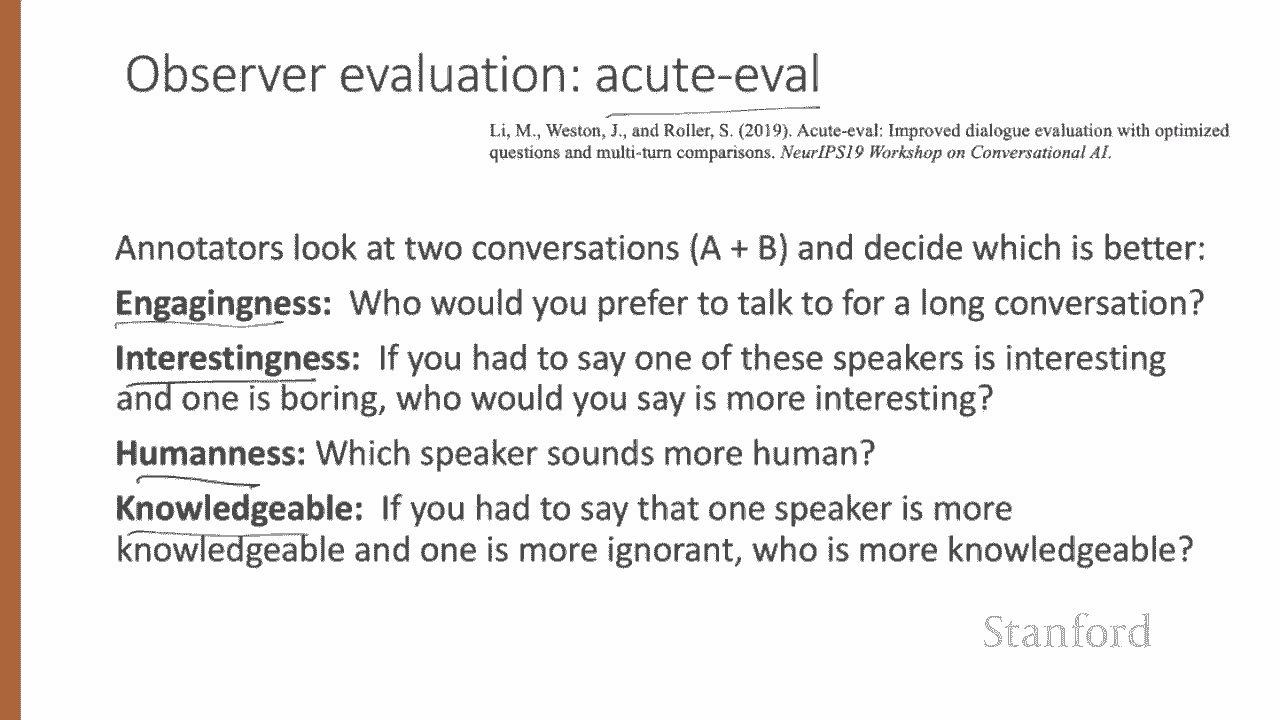 Observer evaluation: acute-eval
Li, M., Weston, J., and Roller, S. (2019). Acute-eval: Improved dialogue evaluation with optimized
questions and multi-turn comparisons. NeurIPS19 Workshop on Conversational AI.
Annotators look at two conversations (A + B) and decide which is better:
Engagingness: Who would you prefer to talk to for a long conversation?
Interestingness: If you had to say one of these speakers is interesting
and one is boring, who would you say is more interesting?
Humanness: Which speaker sounds more human?
Knowledgeable: If you had to say that one speaker is more
knowledgeable and one is more ignorant, who is more knowledgeable?
Stanford